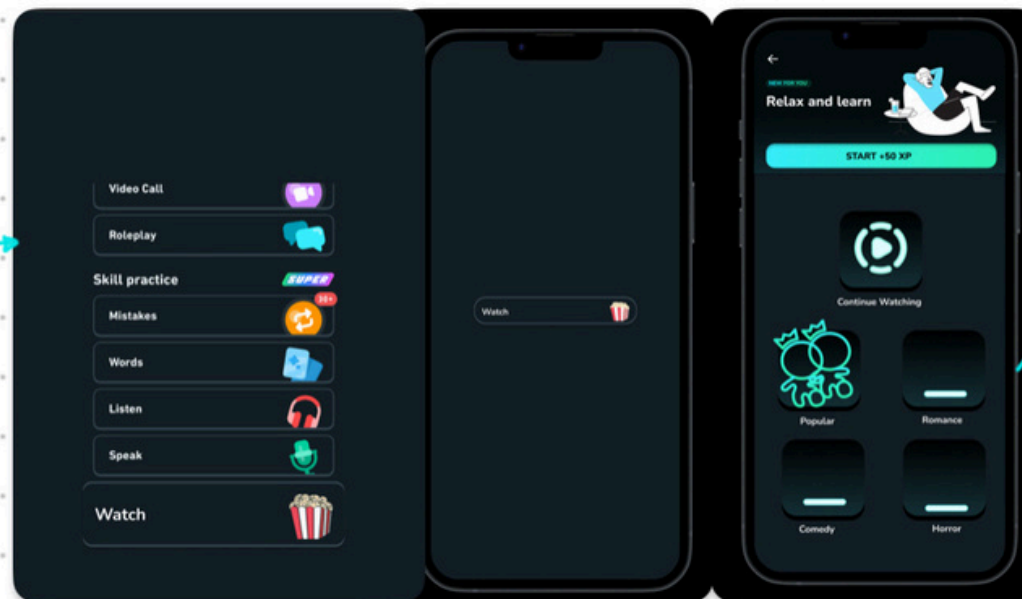 Video Call
Roleplay
Skill practice
SUPER
30+
Mistakes
Words
Listen
Speak
Watch
Watch
NEW FOR YOU
Relax and learn
START +50 XP
Continue Watching
Popular
Romance
Comedy
Horror